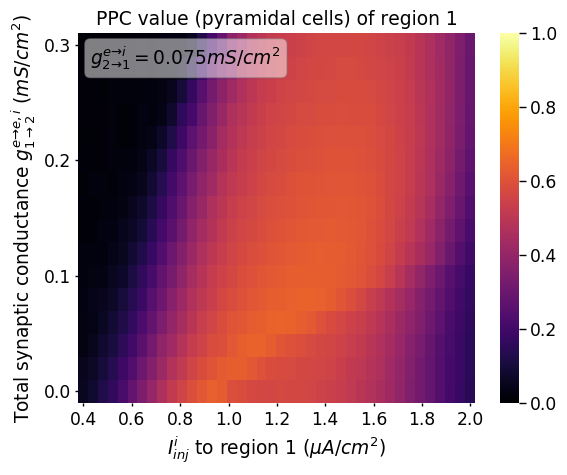 PPC value (pyramidal cells) of region 1
g^{e→i}_{2→1} = 0.075mS/cm^2
Total synaptic conductance g^{e→e,i}_{1→2} (mS/cm^2)
0.3
0.2
0.1
0.0
0.4 0.6 0.8 1.0 1.2 1.4 1.6 1.8 2.0
I^i_{inj} to region 1 (μA/cm^2)
1.0
0.8
0.6
0.4
0.2
0.0